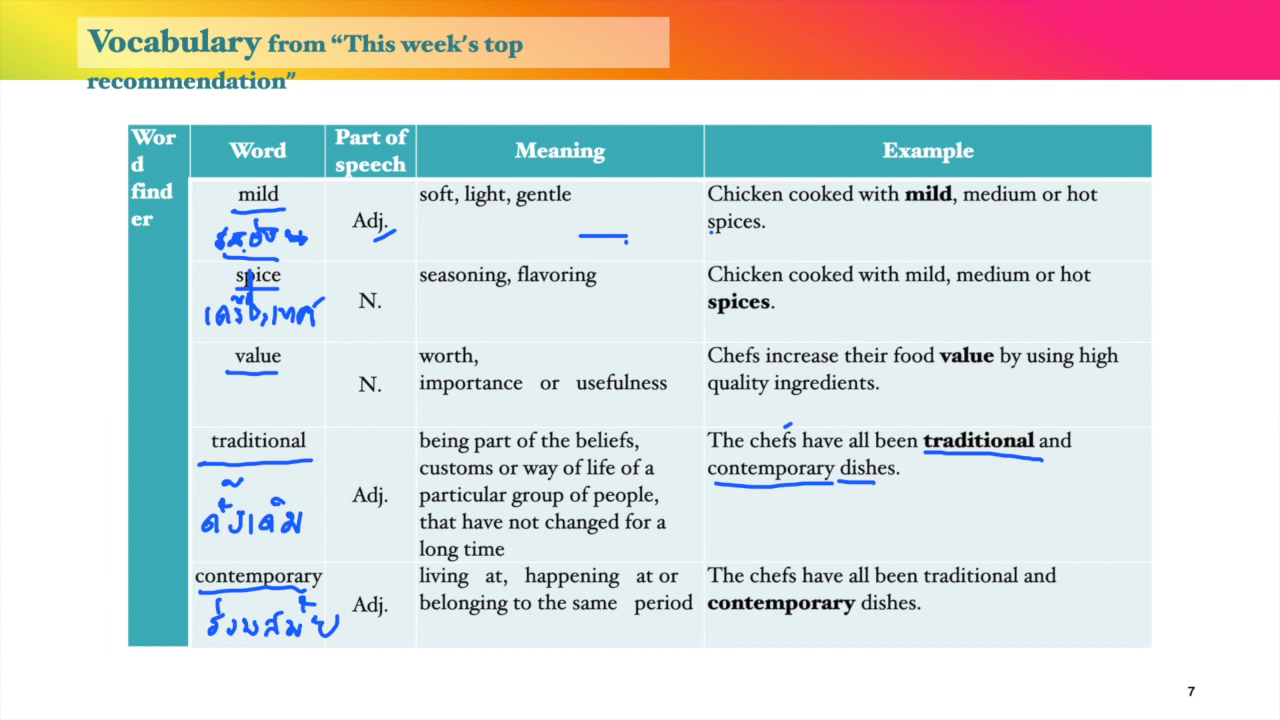 Vocabulary from “This week’s top
recommendation”
Wor
d
find
er
Word
Part of
speech
Meaning
Example
mild
Adj.
soft, light, gentle
Chicken cooked with mild, medium or hot
spices.
spice
เครื่องเทศ
N.
seasoning, flavoring
Chicken cooked with mild, medium or hot
spices.
value
N.
worth,
importance or usefulness
Chefs increase their food value by using high
quality ingredients.
traditional
ดั้งเดิม
Adj.
being part of the beliefs,
customs or way of life of a
particular group of people,
that have not changed for a
long time
The chefs have all been traditional and
contemporary dishes.
contemporary
ร่วมสมัย
Adj.
living at, happening at or
belonging to the same period
The chefs have all been traditional and
contemporary dishes.
7